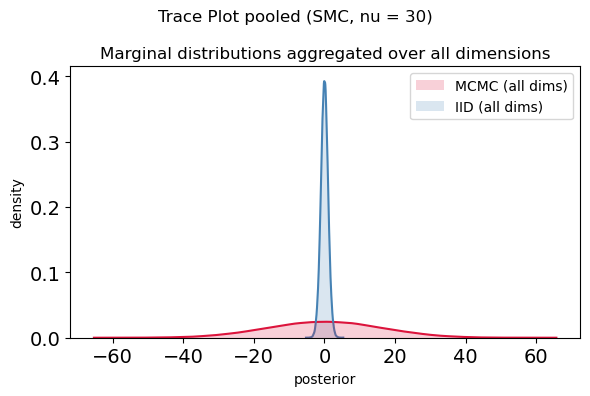 Trace Plot pooled (SMC, nu = 30)
Marginal distributions aggregated over all dimensions
MCMC (all dims)
IID (all dims)
density
0.4
0.3
0.2
0.1
0.0
−60 −40 −20 0 20 40 60
posterior